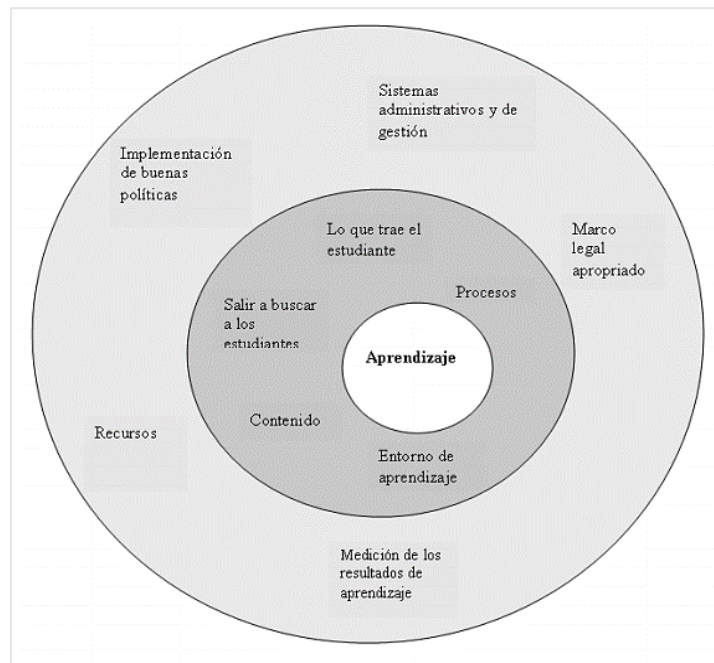 Sistemas
administrativos y de
gestión
Implementación
de buenas
políticas
Marco
legal
apropiado
Lo que trae el
estudiante
Procesos
Salir a buscar
a los
estudiantes
Aprendizaje
Contenido
Recursos
Entorno de
aprendizaje
Medición de los
resultados de
aprendizaje